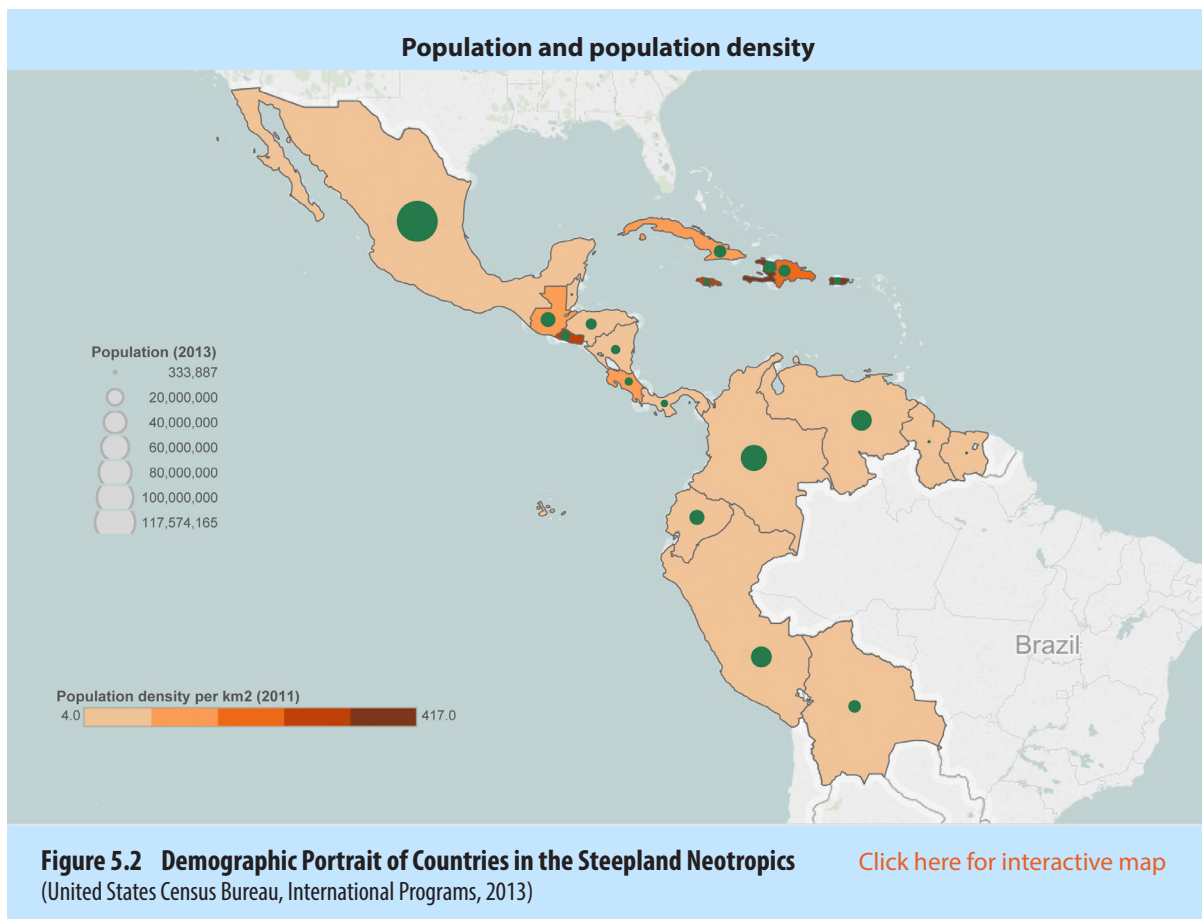 Population and population density
Population (2013)
333,887
20,000,000
40,000,000
60,000,000
80,000,000
100,000,000
117,574,165
Brazil
Population density per km2 (2011)
4.0 417.0
Figure 5.2 Demographic Portrait of Countries in the Steepland Neotropics Click here for interactive map
(United States Census Bureau, International Programs, 2013)